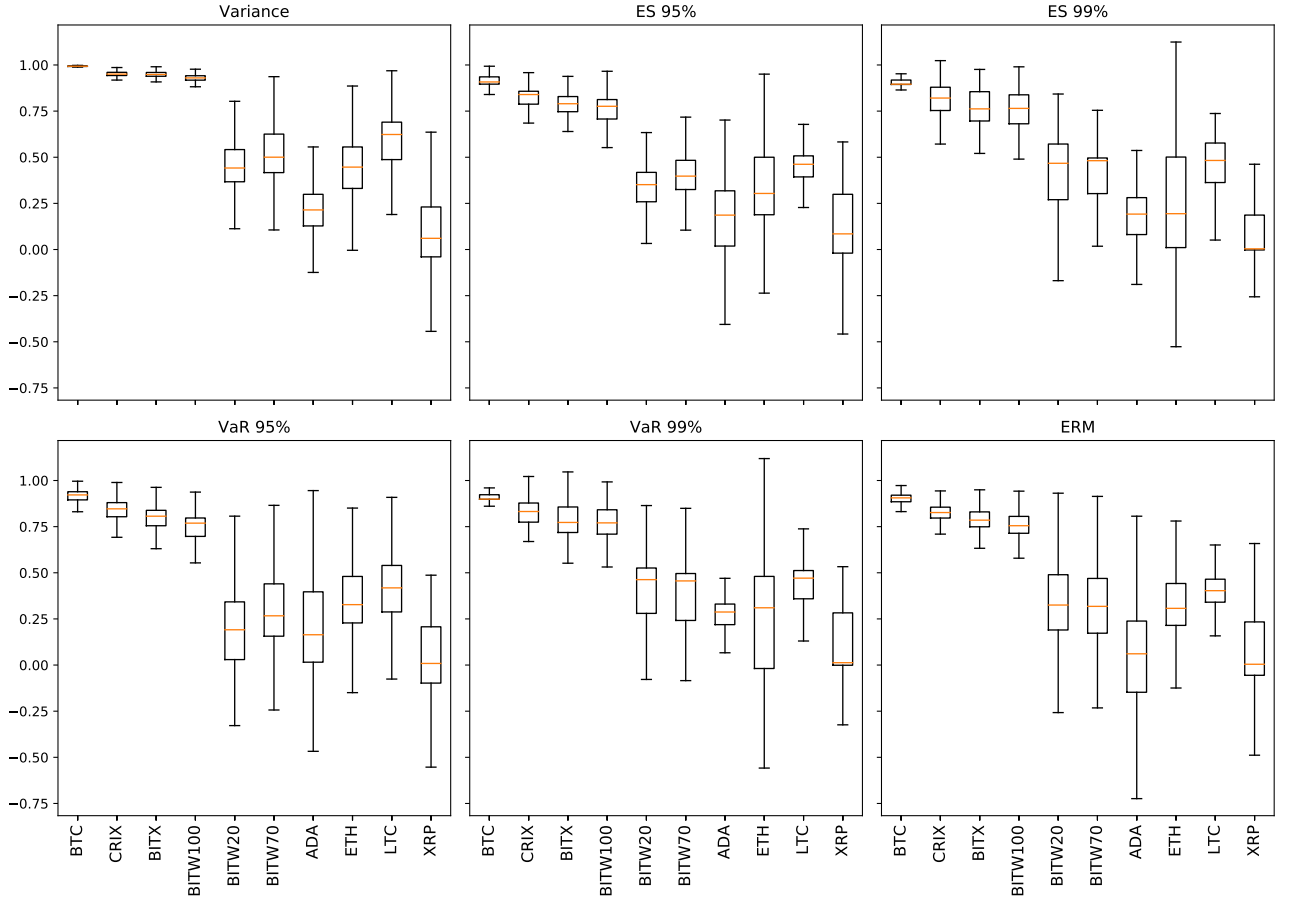 Variance
ES 95%
ES 99%
1.00
0.75
0.50
0.25
0.00
−0.25
−0.50
−0.75
VaR 95%
VaR 99%
ERM
1.00
0.75
0.50
0.25
0.00
−0.25
−0.50
−0.75
BTC
CRIX
BITX
BITW100
BITW20
BITW70
ADA
ETH
LTC
XRP
BTC
CRIX
BITX
BITW100
BITW20
BITW70
ADA
ETH
LTC
XRP
BTC
CRIX
BITX
BITW100
BITW20
BITW70
ADA
ETH
LTC
XRP